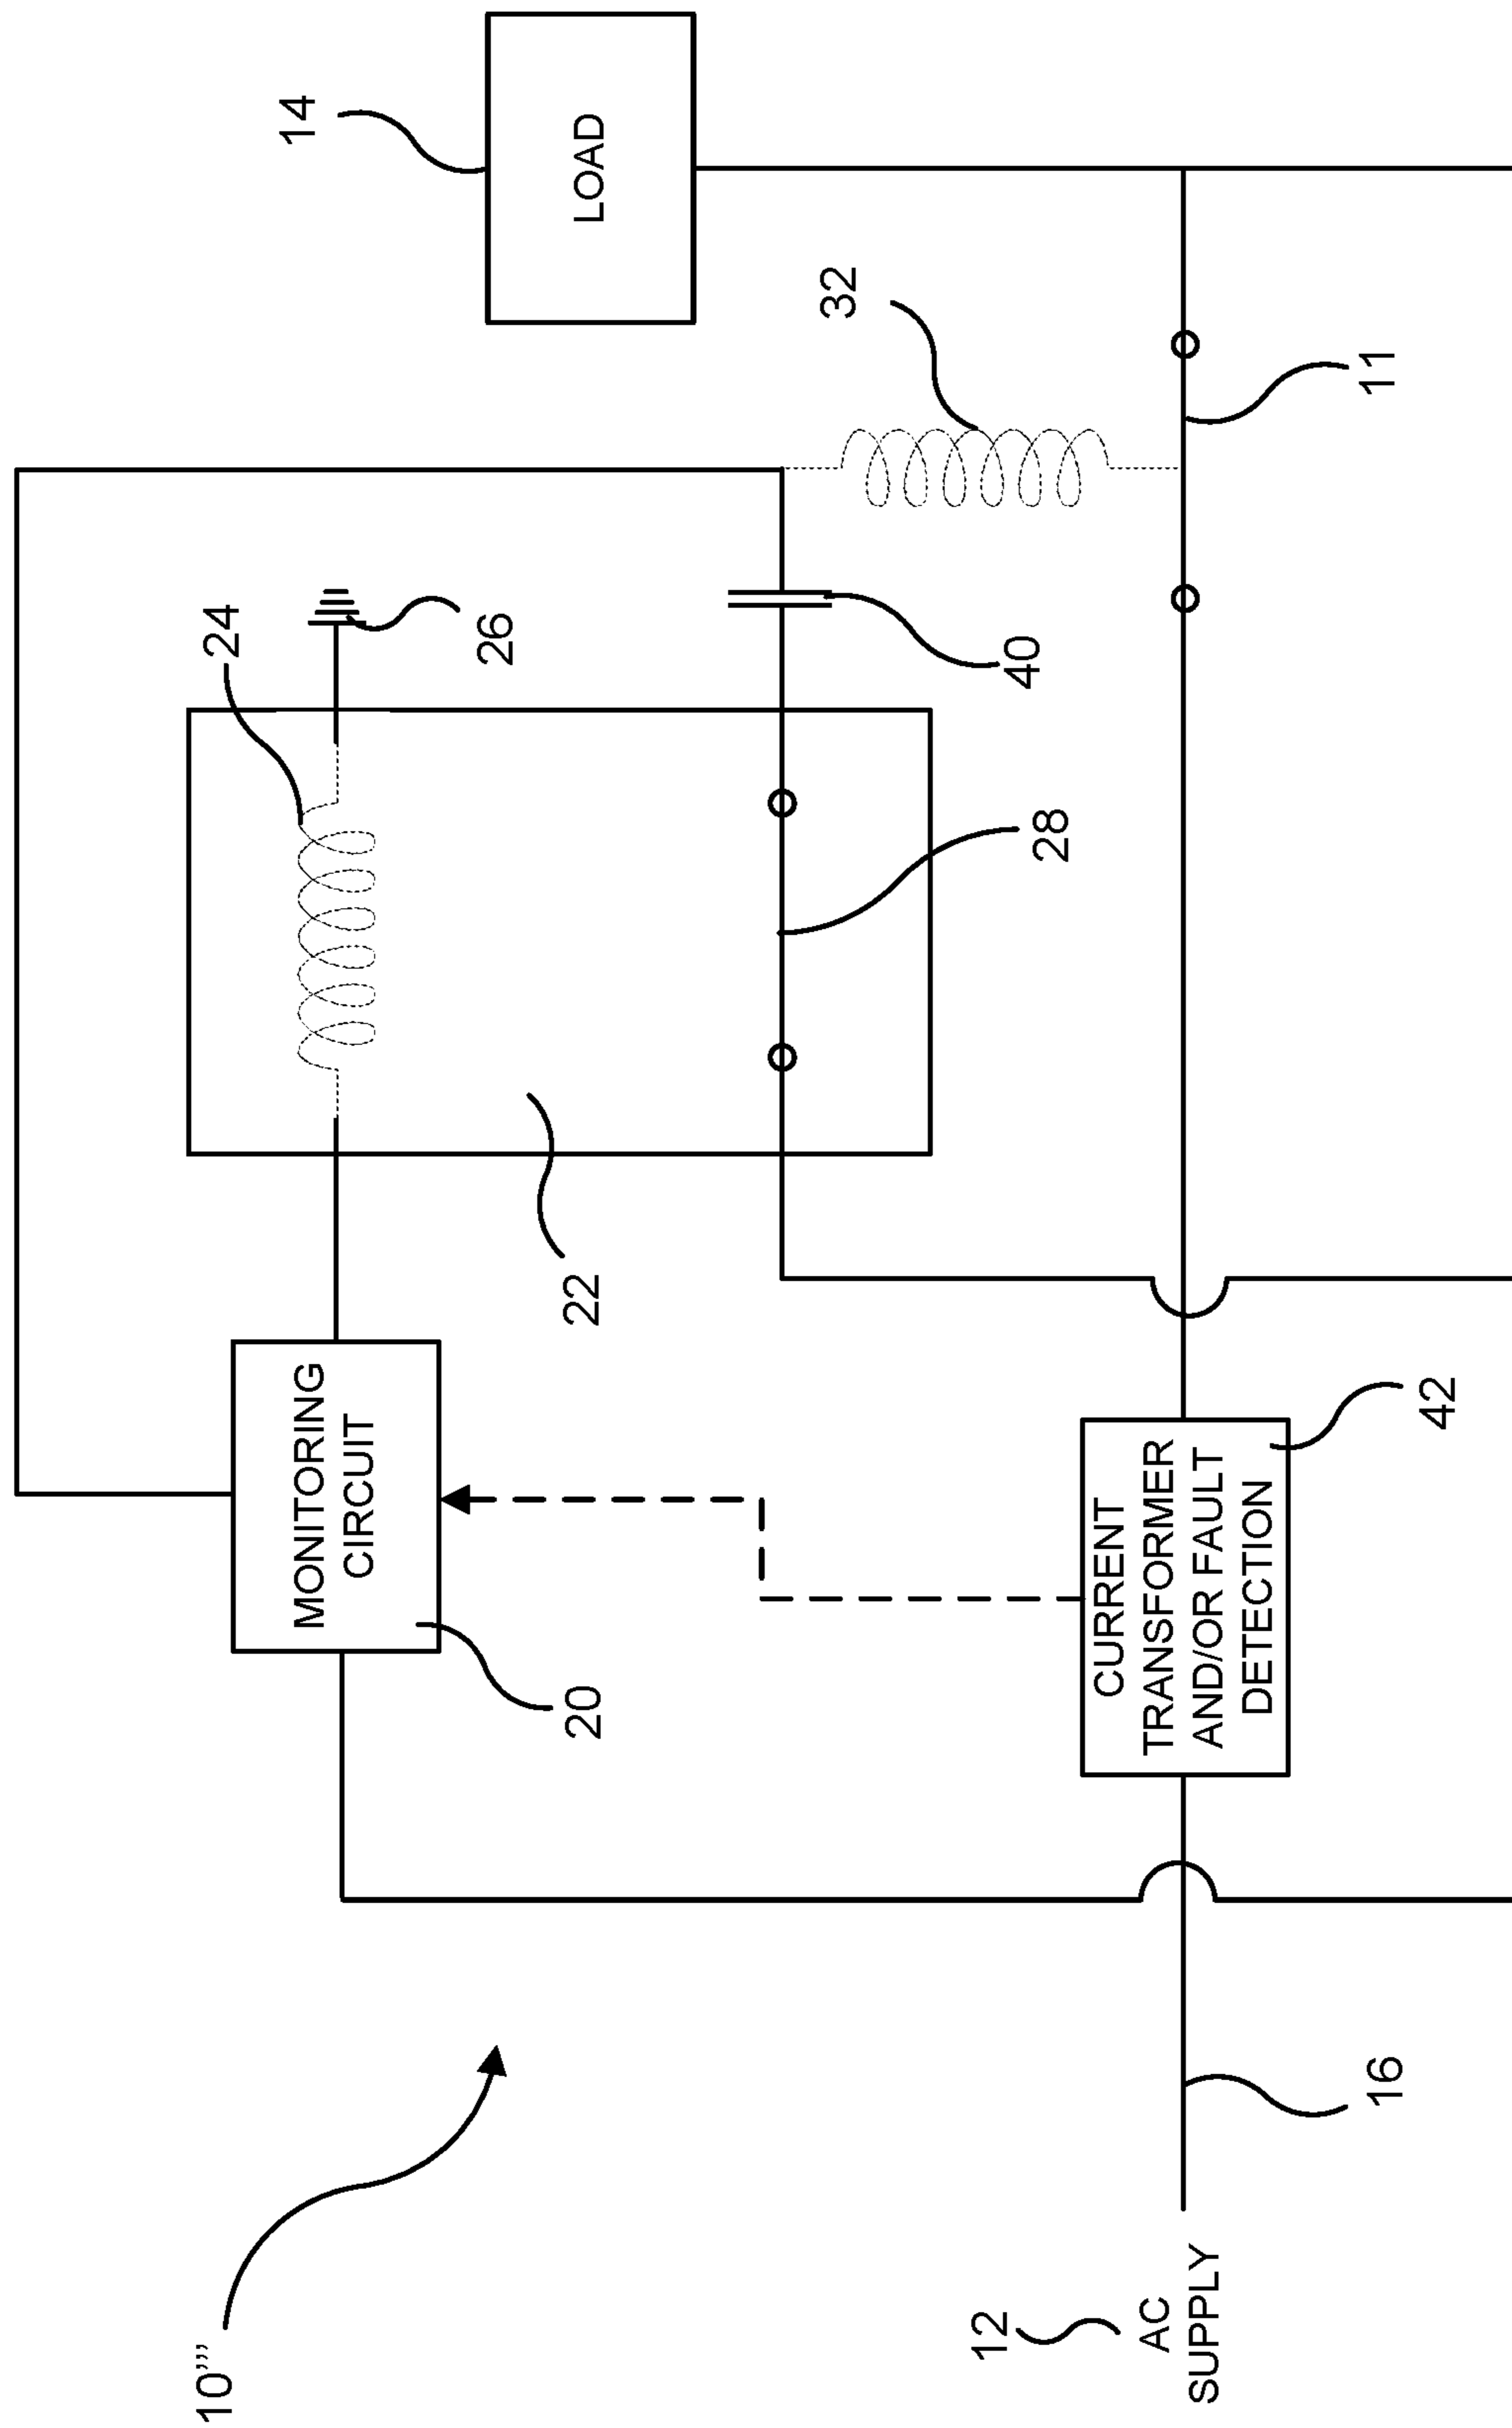 10'''
12
AC
SUPPLY
16
20
MONITORING
CIRCUIT
42
CURRENT
TRANSFORMER
AND/OR FAULT
DETECTION
22
24
26
28
40
32
11
14
LOAD